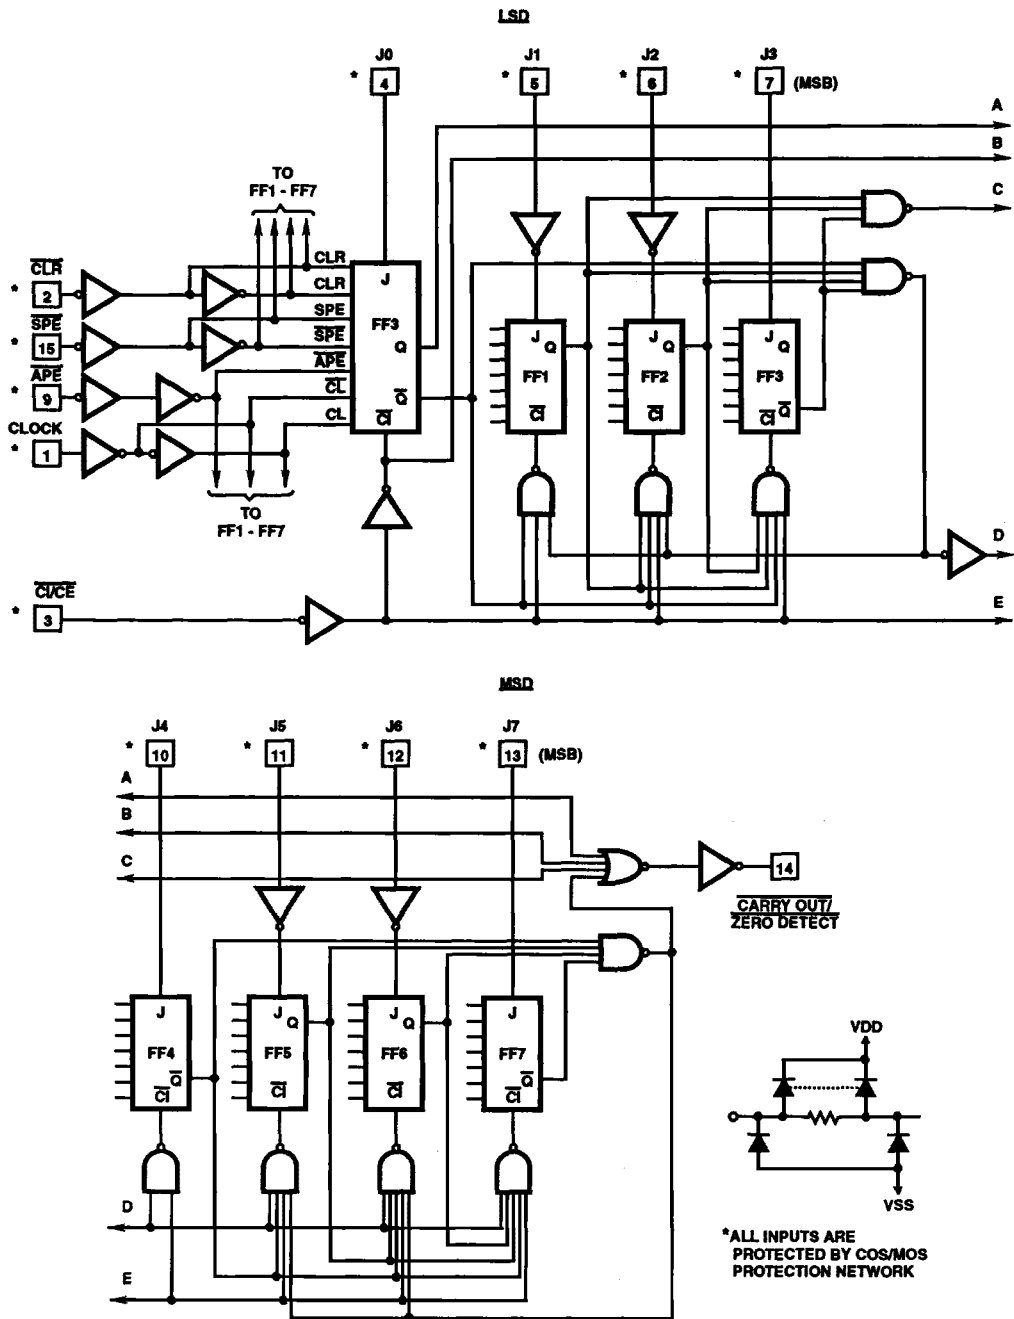 LSD
J0 J1 J2 J3
* 4 * 5 * 6 * 7 (MSB)
A
B
C
TO
FF1 - FF7
CLR
* 2
SPE
* 15
APE
* 9
CLOCK
* 1
CLR
CLR
SPE
SPE
APE
CL
CL
J
FF3
Q
Q
CI
J
Q
FF1
CI
J
Q
FF2
CI
J
FF3
CI Q
TO
FF1 - FF7
D
CI/CE
* 3
E
MSD
J4 J5 J6 J7
* 10 * 11 * 12 * 13 (MSB)
A
B
C
14
CARRY OUT/
ZERO DETECT
J
FF4
Q
CI
J
Q
FF5
CI
J
Q
FF6
CI
J
FF7
Q
CI
D
E
VDD
VSS
*ALL INPUTS ARE
PROTECTED BY COS/MOS
PROTECTION NETWORK